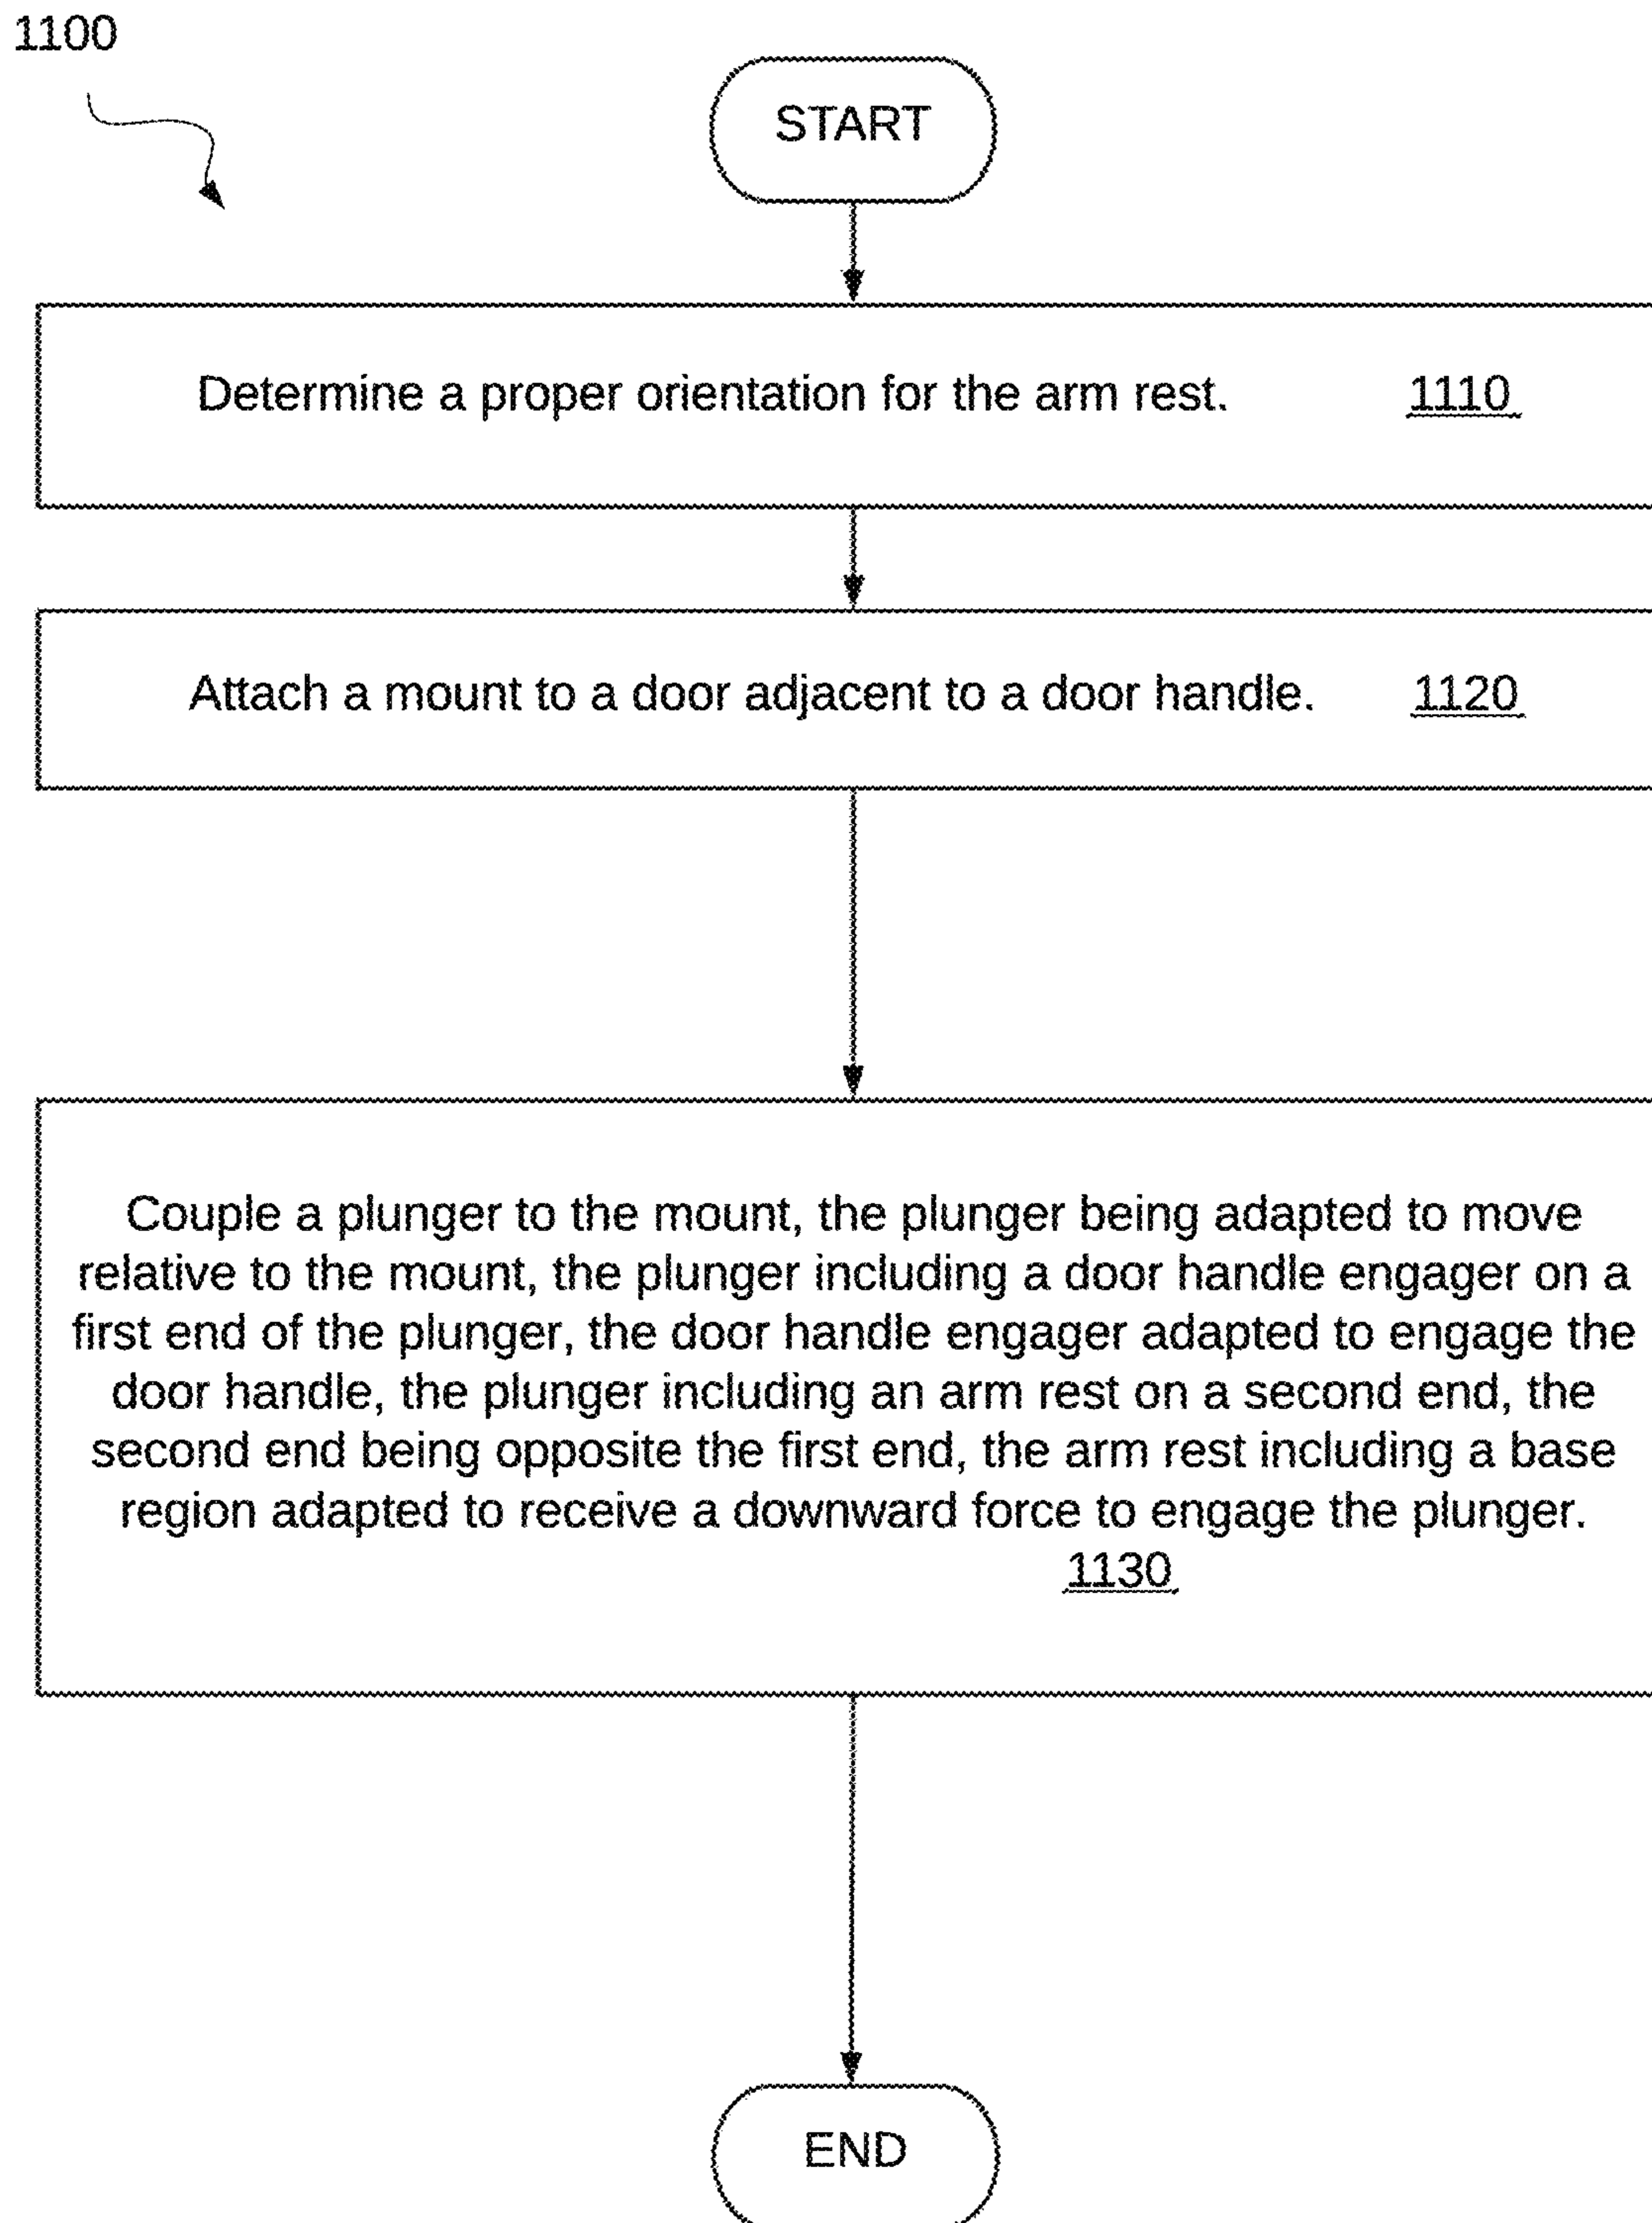 1100
START
Determine a proper orientation for the arm rest. 1110
Attach a mount to a door adjacent to a door handle. 1120
Couple a plunger to the mount, the plunger being adapted to move
relative to the mount, the plunger including a door handle engager on a
first end of the plunger, the door handle engager adapted to engage the
door handle, the plunger including an arm rest on a second end, the
second end being opposite the first end, the arm rest including a base
region adapted to receive a downward force to engage the plunger.
1130
END